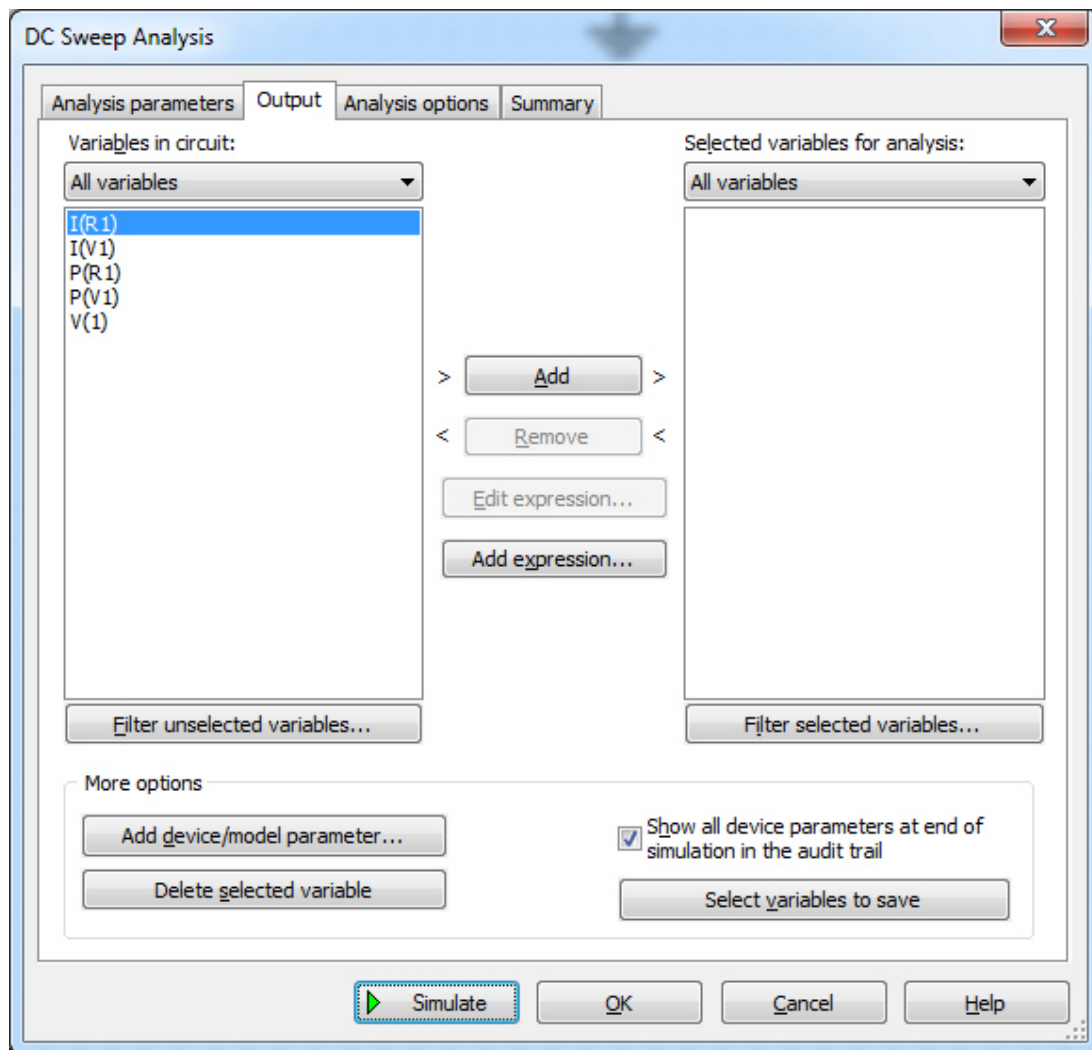 DC Sweep Analysis
X
Analysis parameters Output Analysis options Summary
Variables in circuit:
Selected variables for analysis:
All variables
All variables
I(R1)
I(V1)
P(R1)
P(V1)
V(1)
> Add >
< Remove <
Edit expression...
Add expression...
Filter unselected variables...
Filter selected variables...
More options
Add device/model parameter...
Show all device parameters at end of
simulation in the audit trail
Delete selected variable
Select variables to save
Simulate OK Cancel Help